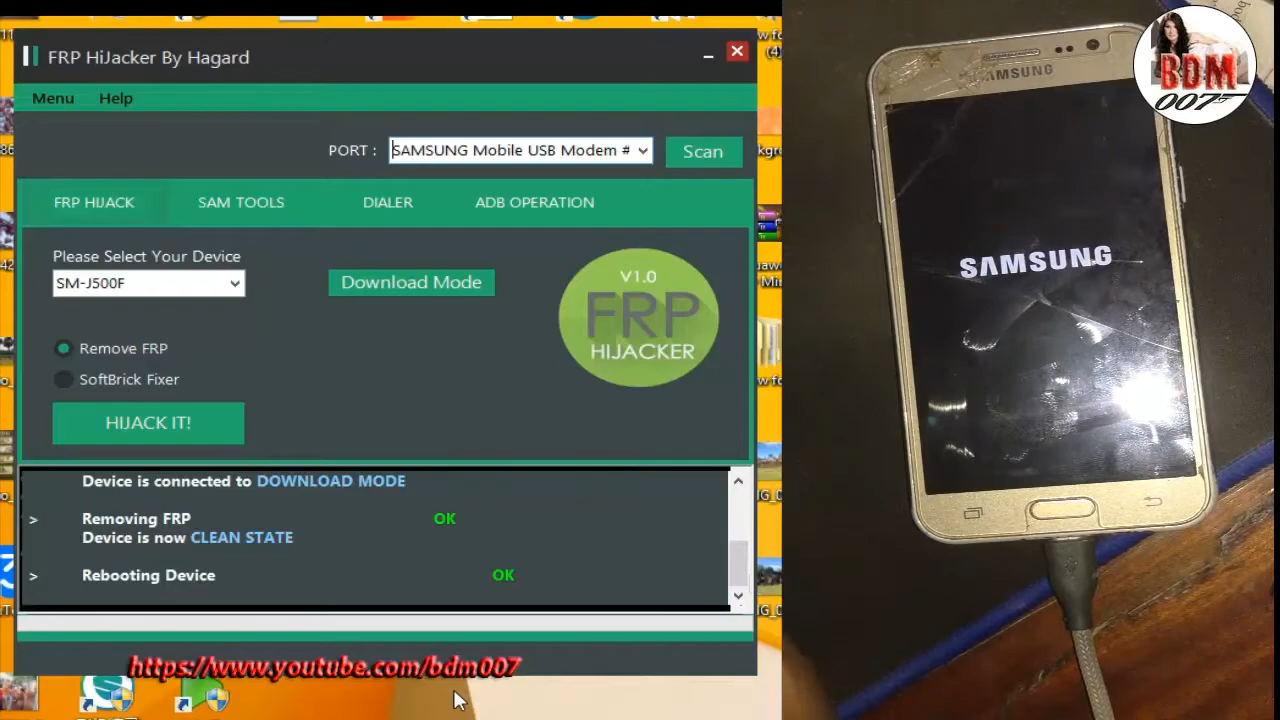 FRP HiJacker By Hagard
Menu Help
PORT : SAMSUNG Mobile USB Modem # Scan
FRP HIJACK SAM TOOLS DIALER ADB OPERATION
Please Select Your Device
SM-J500F
Download Mode
V1.0
FRP
HIJACKER
Remove FRP
SoftBrick Fixer
HIJACK IT!
Device is connected to DOWNLOAD MODE
> Removing FRP OK
Device is now CLEAN STATE
> Rebooting Device OK
https://www.youtube.com/bdm007
SAMSUNG
SAMSUNG
BDM
007